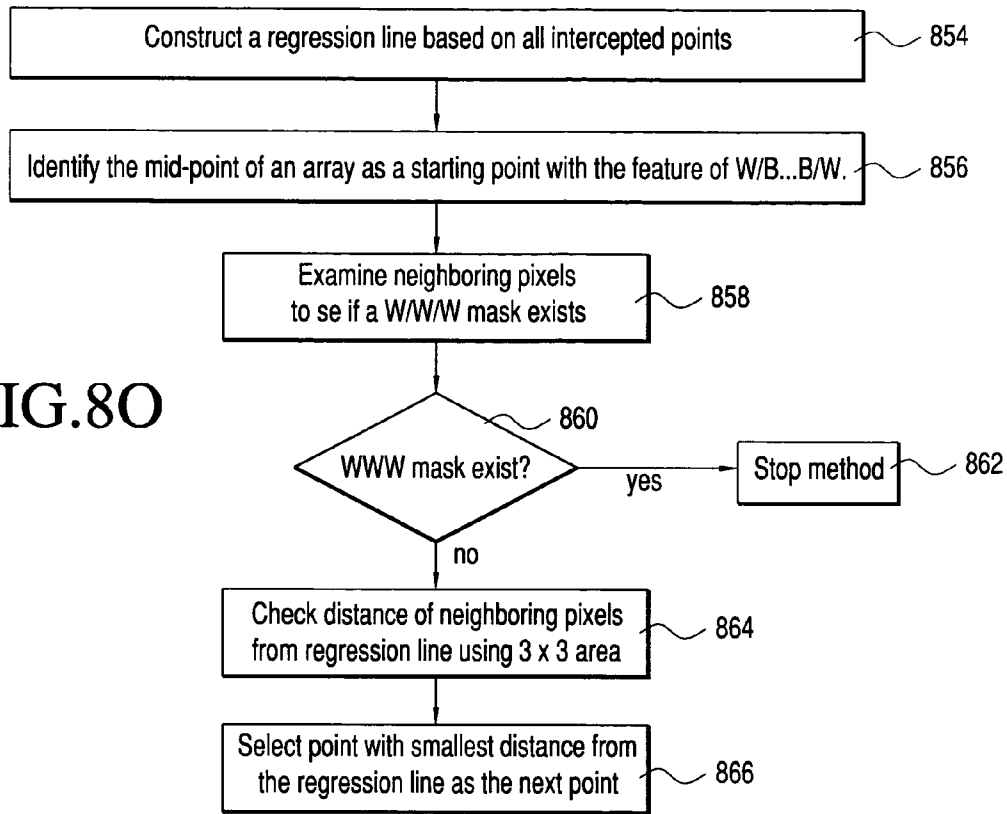 Construct a regression line based on all intercepted points
854
Identify the mid-point of an array as a starting point with the feature of W/B...B/W.
856
Examine neighboring pixels
to se if a W/W/W mask exists
858
IG.8O
860
WWW mask exist?
yes
Stop method
862
no
Check distance of neighboring pixels
from regression line using 3 x 3 area
864
Select point with smallest distance from
the regression line as the next point
866